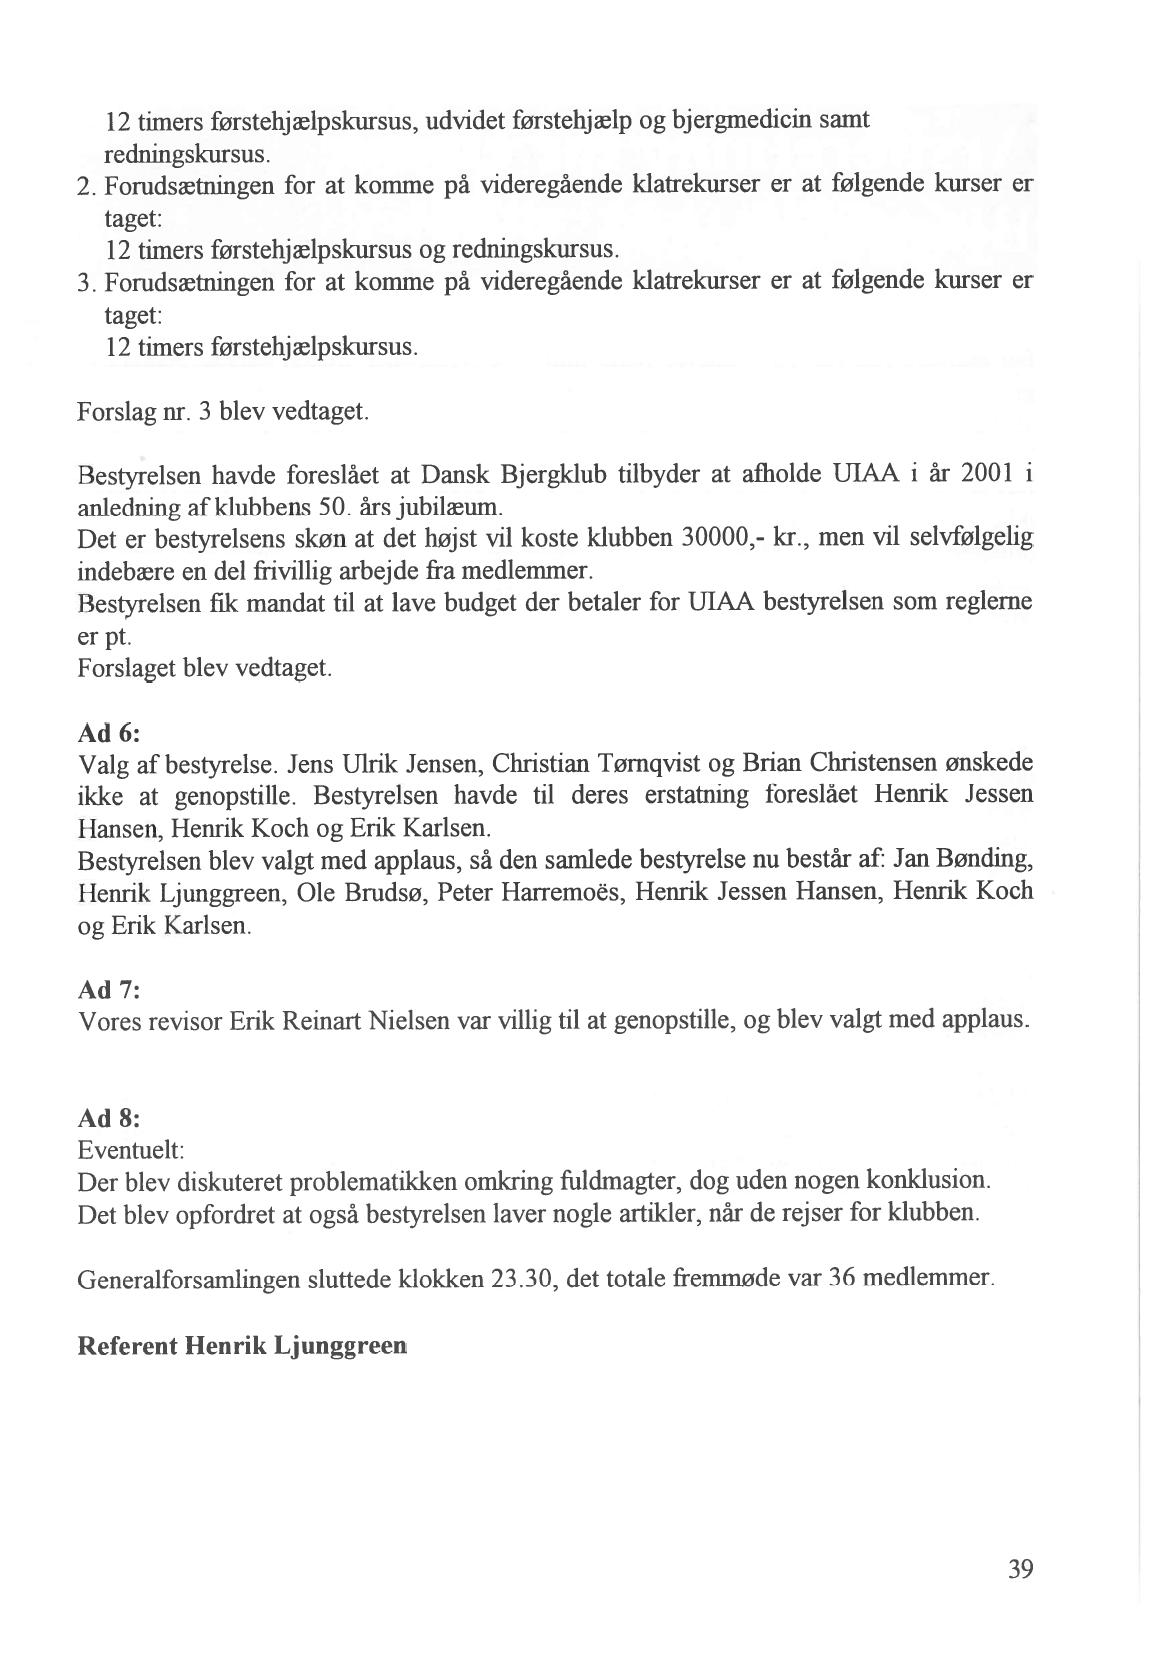 12 timers førstehjælpskursus, udvidet førstehjælp og bjergmedicin samt
redningskursus.
2. Forudsætningen for at komme på videregående klatrekurser er at følgende kurser er
taget:
12 timers førstehjælpskursus og redningskursus.
3. Forudsætningen for at komme på videregående klatrekurser er at følgende kurser er
taget:
12 timers førstehjælpskursus.
Forslag nr. 3 blev vedtaget.
Bestyrelsen havde foreslået at Dansk Bjergklub tilbyder at afholde UIAA i år 2001 i
anledning af klubbens 50. års jubilæum.
Det er bestyrelsens skøn at det højst vil koste klubben 30000,- kr., men vil selvfølgelig
indebære en del frivillig arbejde fra medlemmer.
Bestyrelsen fik mandat til at lave budget der betaler for UIAA bestyrelsen som reglerne
er pt.
Forslaget blev vedtaget.
Ad 6:
Valg af bestyrelse. Jens Ulrik Jensen, Christian Tørnqvist og Brian Christensen ønskede
ikke at genopstille. Bestyrelsen havde til deres erstatning foreslået Henrik Jessen
Hansen, Henrik Koch og Erik Karlsen.
Bestyrelsen blev valgt med applaus, så den samlede bestyrelse nu består af: Jan Bønding,
Henrik Ljunggreen, Ole Brudsø, Peter Harremoës, Henrik Jessen Hansen, Henrik Koch
og Erik Karlsen.
Ad 7:
Vores revisor Erik Reinart Nielsen var villig til at genopstille, og blev valgt med applaus.
Ad 8:
Eventuelt:
Der blev diskuteret problematikken omkring fuldmagter, dog uden nogen konklusion.
Det blev opfordret at også bestyrelsen laver nogle artikler, når de rejser for klubben.
Generalforsamlingen sluttede klokken 23.30, det totale fremmøde var 36 medlemmer.
Referent Henrik Ljunggreen
39